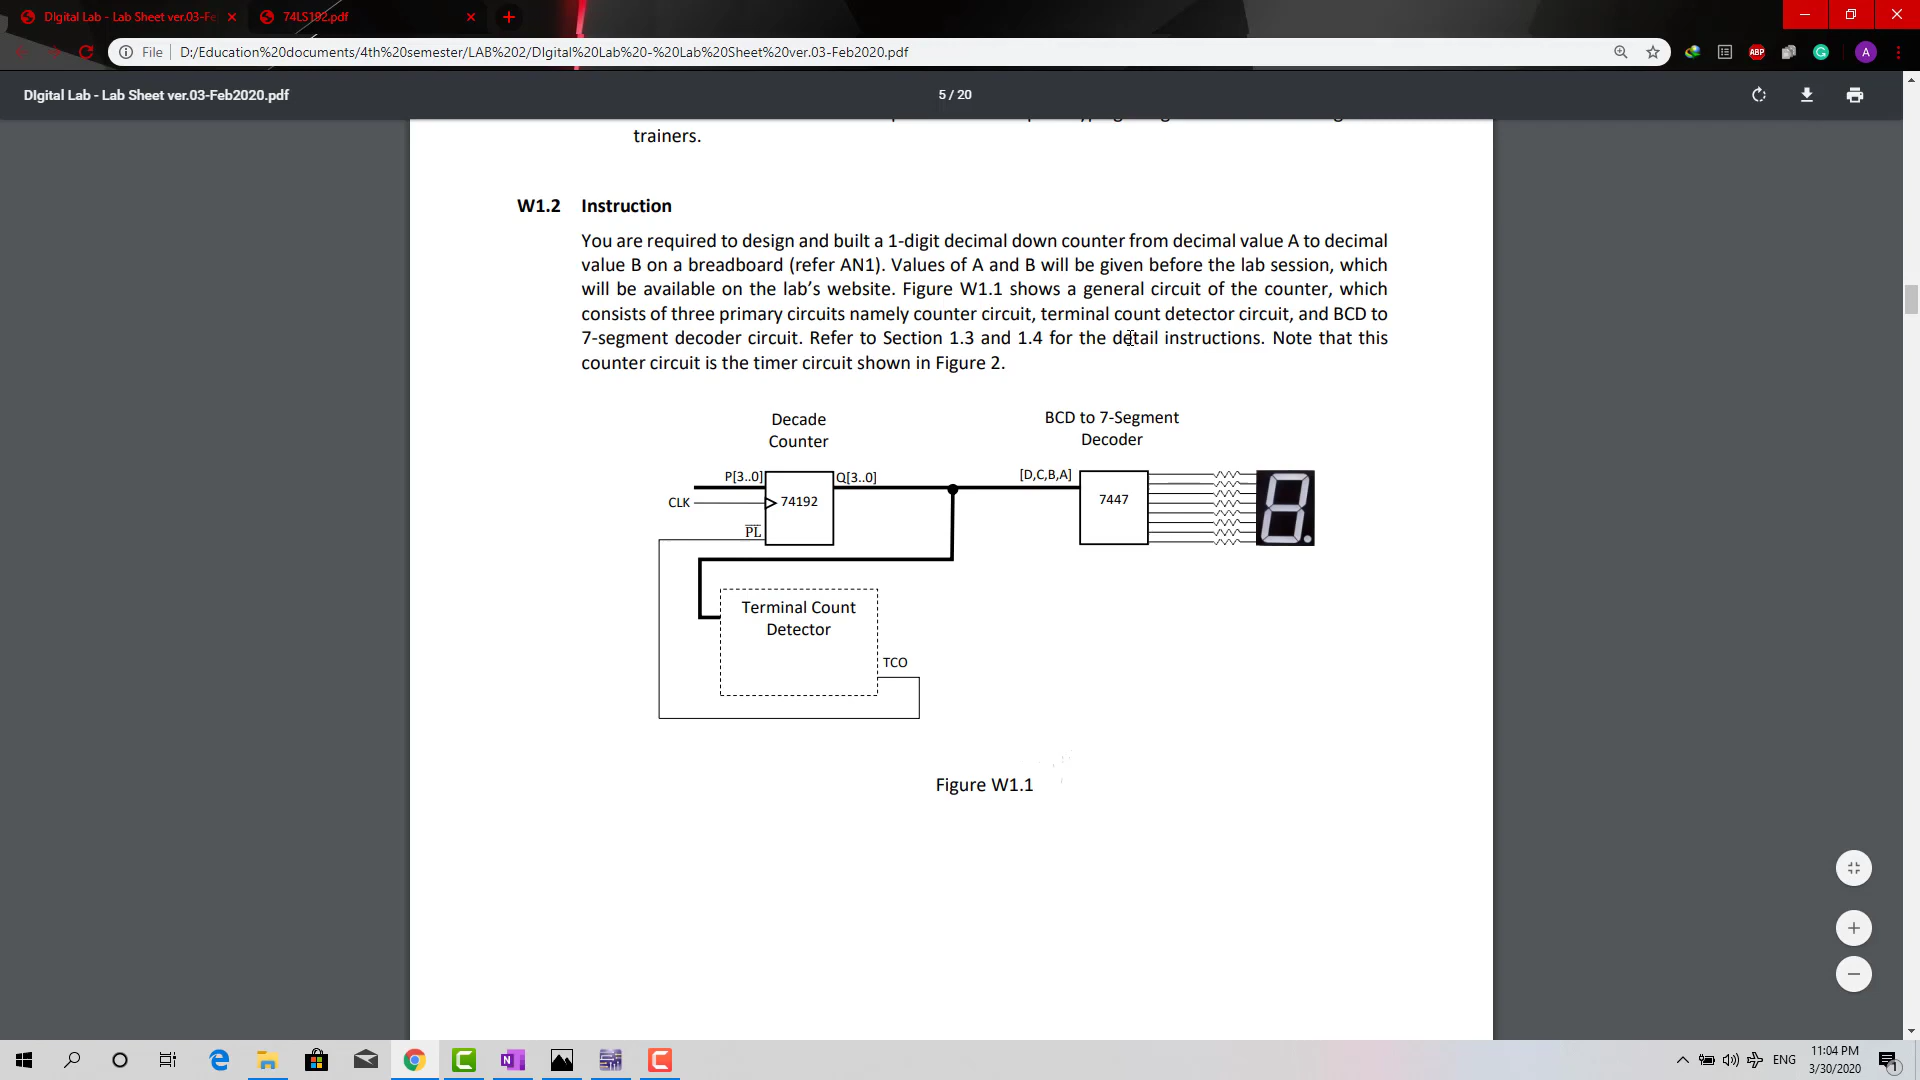 DIgital Lab - Lab Sheet ver.03-Fe
74LS192.pdf
File
D:/Education%20documents/4th%20semester/LAB%202/DIgital%20Lab%20-%20Lab%20Sheet%20ver.03-Feb2020.pdf
ABP
A
DIgital Lab - Lab Sheet ver.03-Feb2020.pdf
5 / 20
trainers.
W1.2 Instruction
You are required to design and built a 1-digit decimal down counter from decimal value A to decimal
value B on a breadboard (refer AN1). Values of A and B will be given before the lab session, which
will be available on the lab’s website. Figure W1.1 shows a general circuit of the counter, which
consists of three primary circuits namely counter circuit, terminal count detector circuit, and BCD to
7-segment decoder circuit. Refer to Section 1.3 and 1.4 for the detail instructions. Note that this
counter circuit is the timer circuit shown in Figure 2.
Decade
Counter
BCD to 7-Segment
Decoder
P[3..0]
Q[3..0]
[D,C,B,A]
CLK
74192
7447
PL
Terminal Count
Detector
TCO
Figure W1.1
ENG
11:04 PM
3/30/2020
1